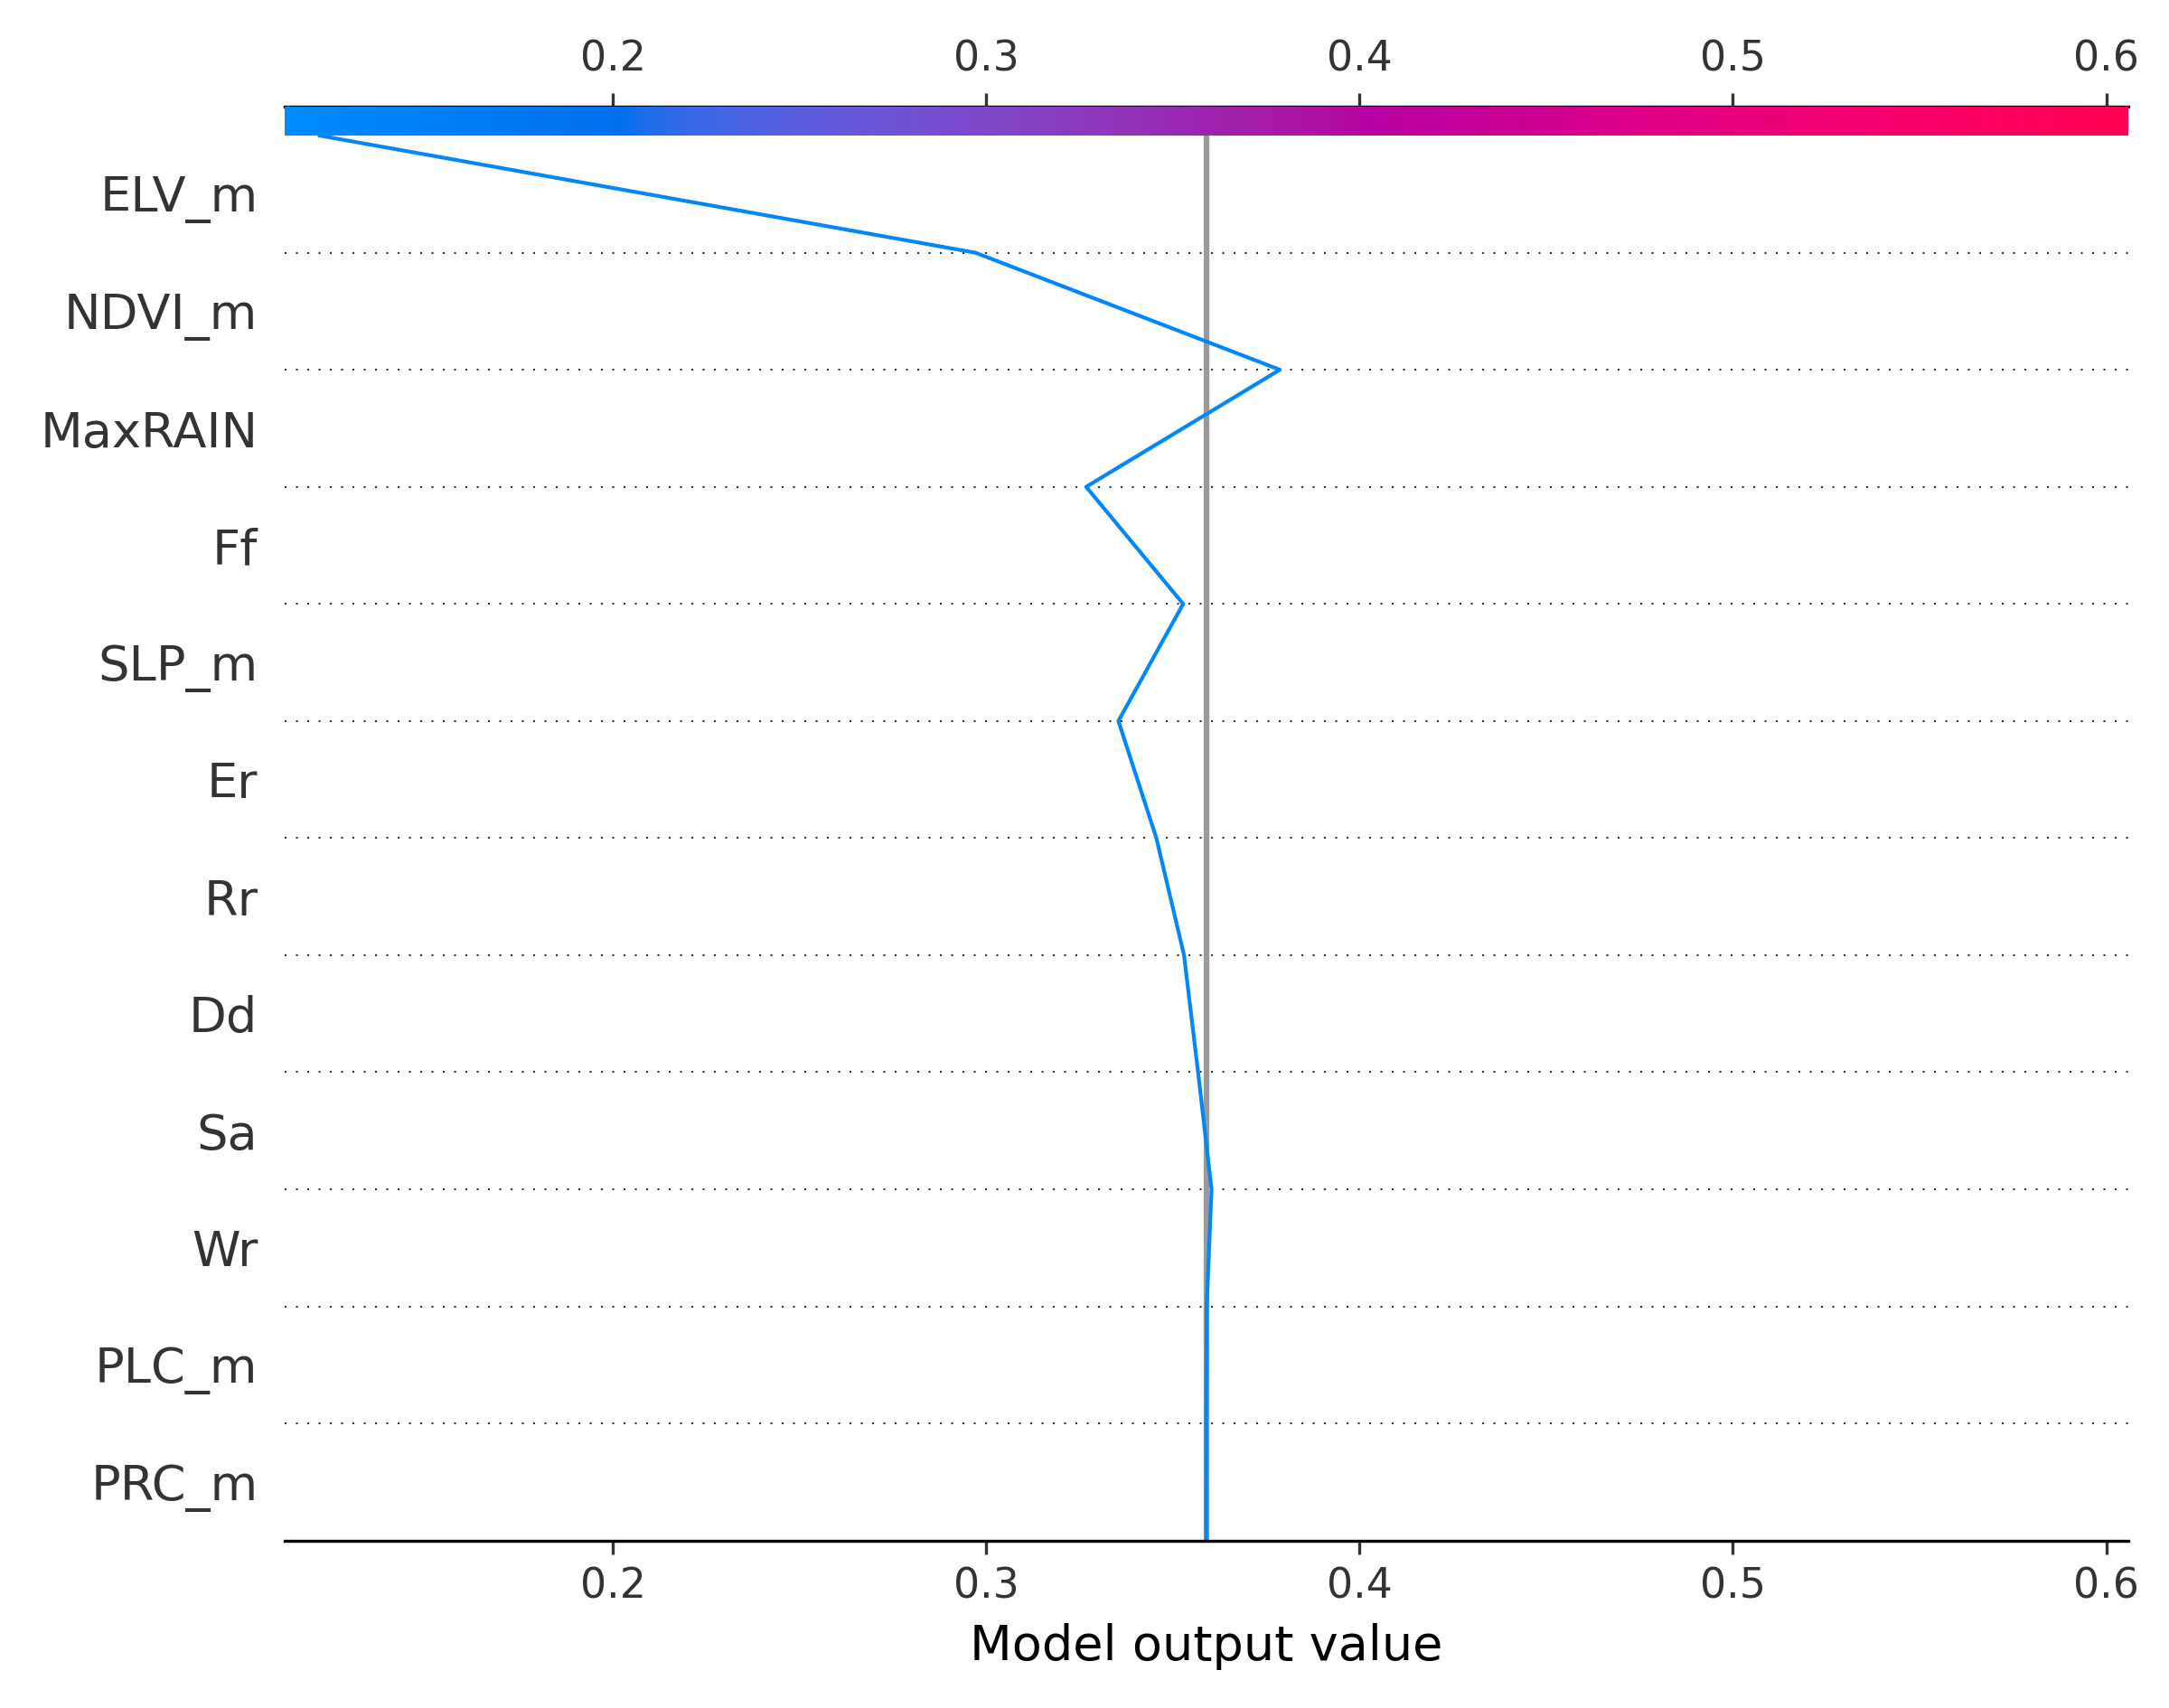 0.2 0.3 0.4 0.5 0.6
ELV_m
NDVI_m
MaxRAIN
Ff
SLP_m
Er
Rr
Dd
Sa
Wr
PLC_m
PRC_m
0.2 0.3 0.4 0.5 0.6
Model output value